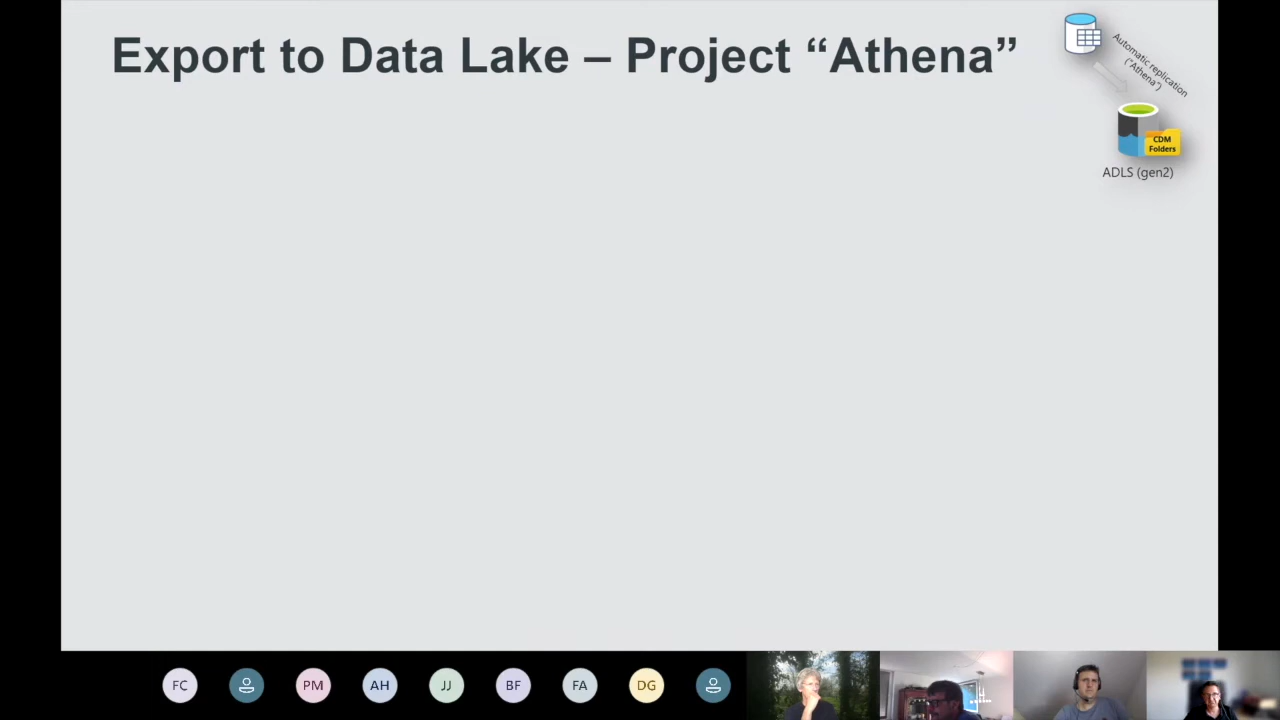 Export to Data Lake – Project “Athena”
Automatic replication
(“Athena”)
CDM
Folders
ADLS (gen2)
FC
PM
AH
JJ
BF
FA
DG